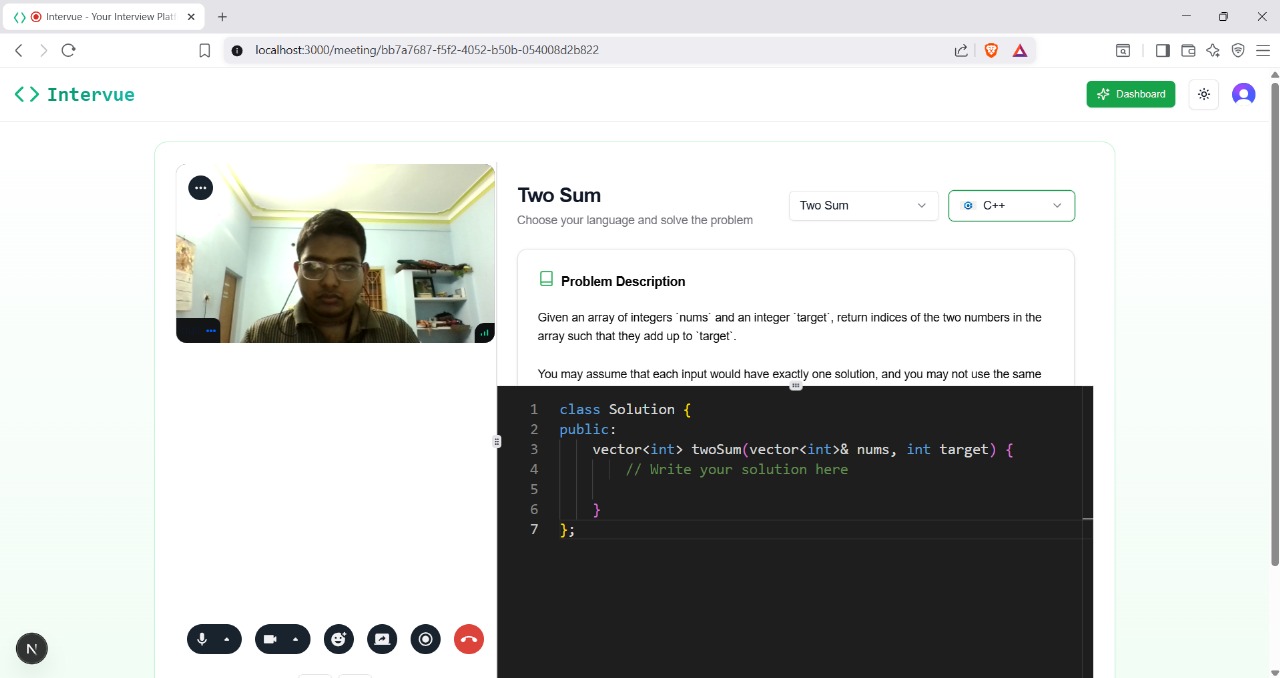 Intervue - Your Interview Plat
localhost:3000/meeting/bb7a7687-f5f2-4052-b50b-054008d2b822
<> Intervue
Dashboard
Two Sum
Choose your language and solve the problem
Two Sum
C++
Problem Description
Given an array of integers `nums` and an integer `target`, return indices of the two numbers in the
array such that they add up to `target`.
You may assume that each input would have exactly one solution, and you may not use the same
1 class Solution {
2 public:
3 vector<int> twoSum(vector<int>& nums, int target) {
4 // Write your solution here
5
6 }
7 };
N